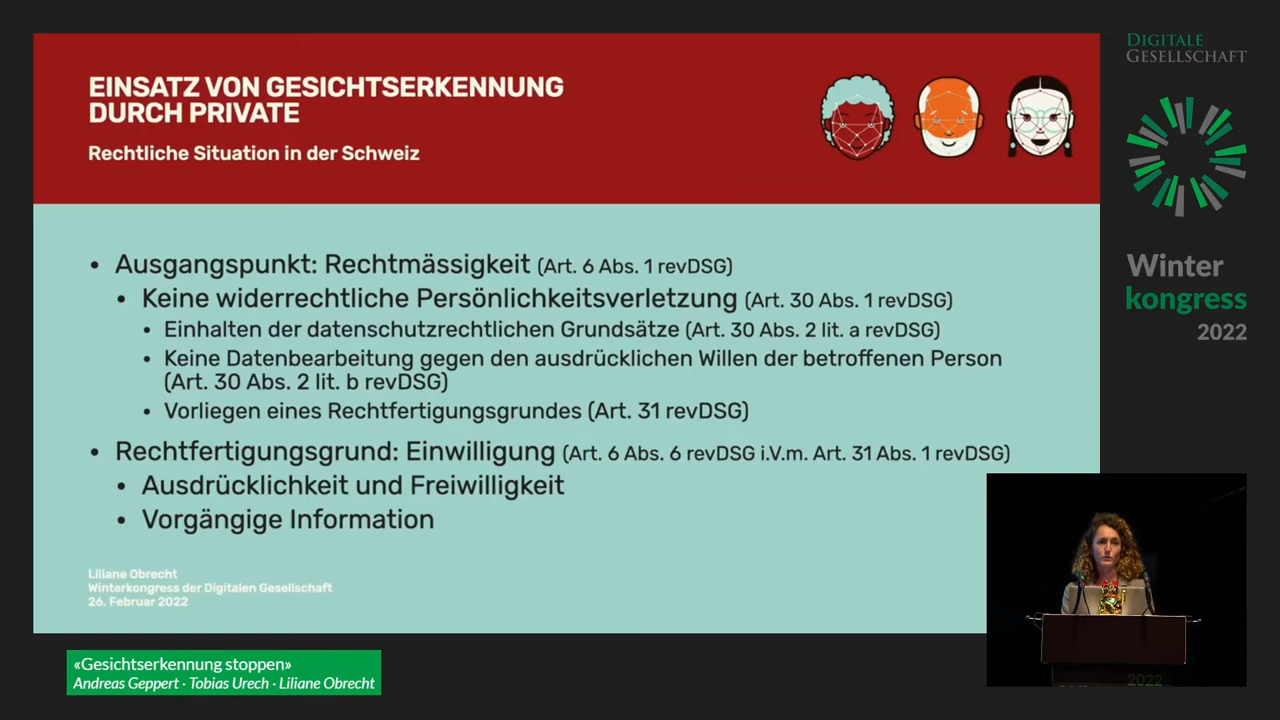 EINSATZ VON GESICHTSERKENNUNG
DURCH PRIVATE
Rechtliche Situation in der Schweiz
• Ausgangspunkt: Rechtmässigkeit (Art. 6 Abs. 1 revDSG)
• Keine widerrechtliche Persönlichkeitsverletzung (Art. 30 Abs. 1 revDSG)
• Einhalten der datenschutzrechtlichen Grundsätze (Art. 30 Abs. 2 lit. a revDSG)
• Keine Datenbearbeitung gegen den ausdrücklichen Willen der betroffenen Person
(Art. 30 Abs. 2 lit. b revDSG)
• Vorliegen eines Rechtfertigungsgrundes (Art. 31 revDSG)
• Rechtfertigungsgrund: Einwilligung (Art. 6 Abs. 6 revDSG i.V.m. Art. 31 Abs. 1 revDSG)
• Ausdrücklichkeit und Freiwilligkeit
• Vorgängige Information
Liliane Obrecht
Winterkongress der Digitalen Gesellschaft
26. Februar 2022
DIGITALE
GESELLSCHAFT
Winter
kongress
2022
2022
«Gesichtserkennung stoppen»
Andreas Geppert · Tobias Urech · Liliane Obrecht